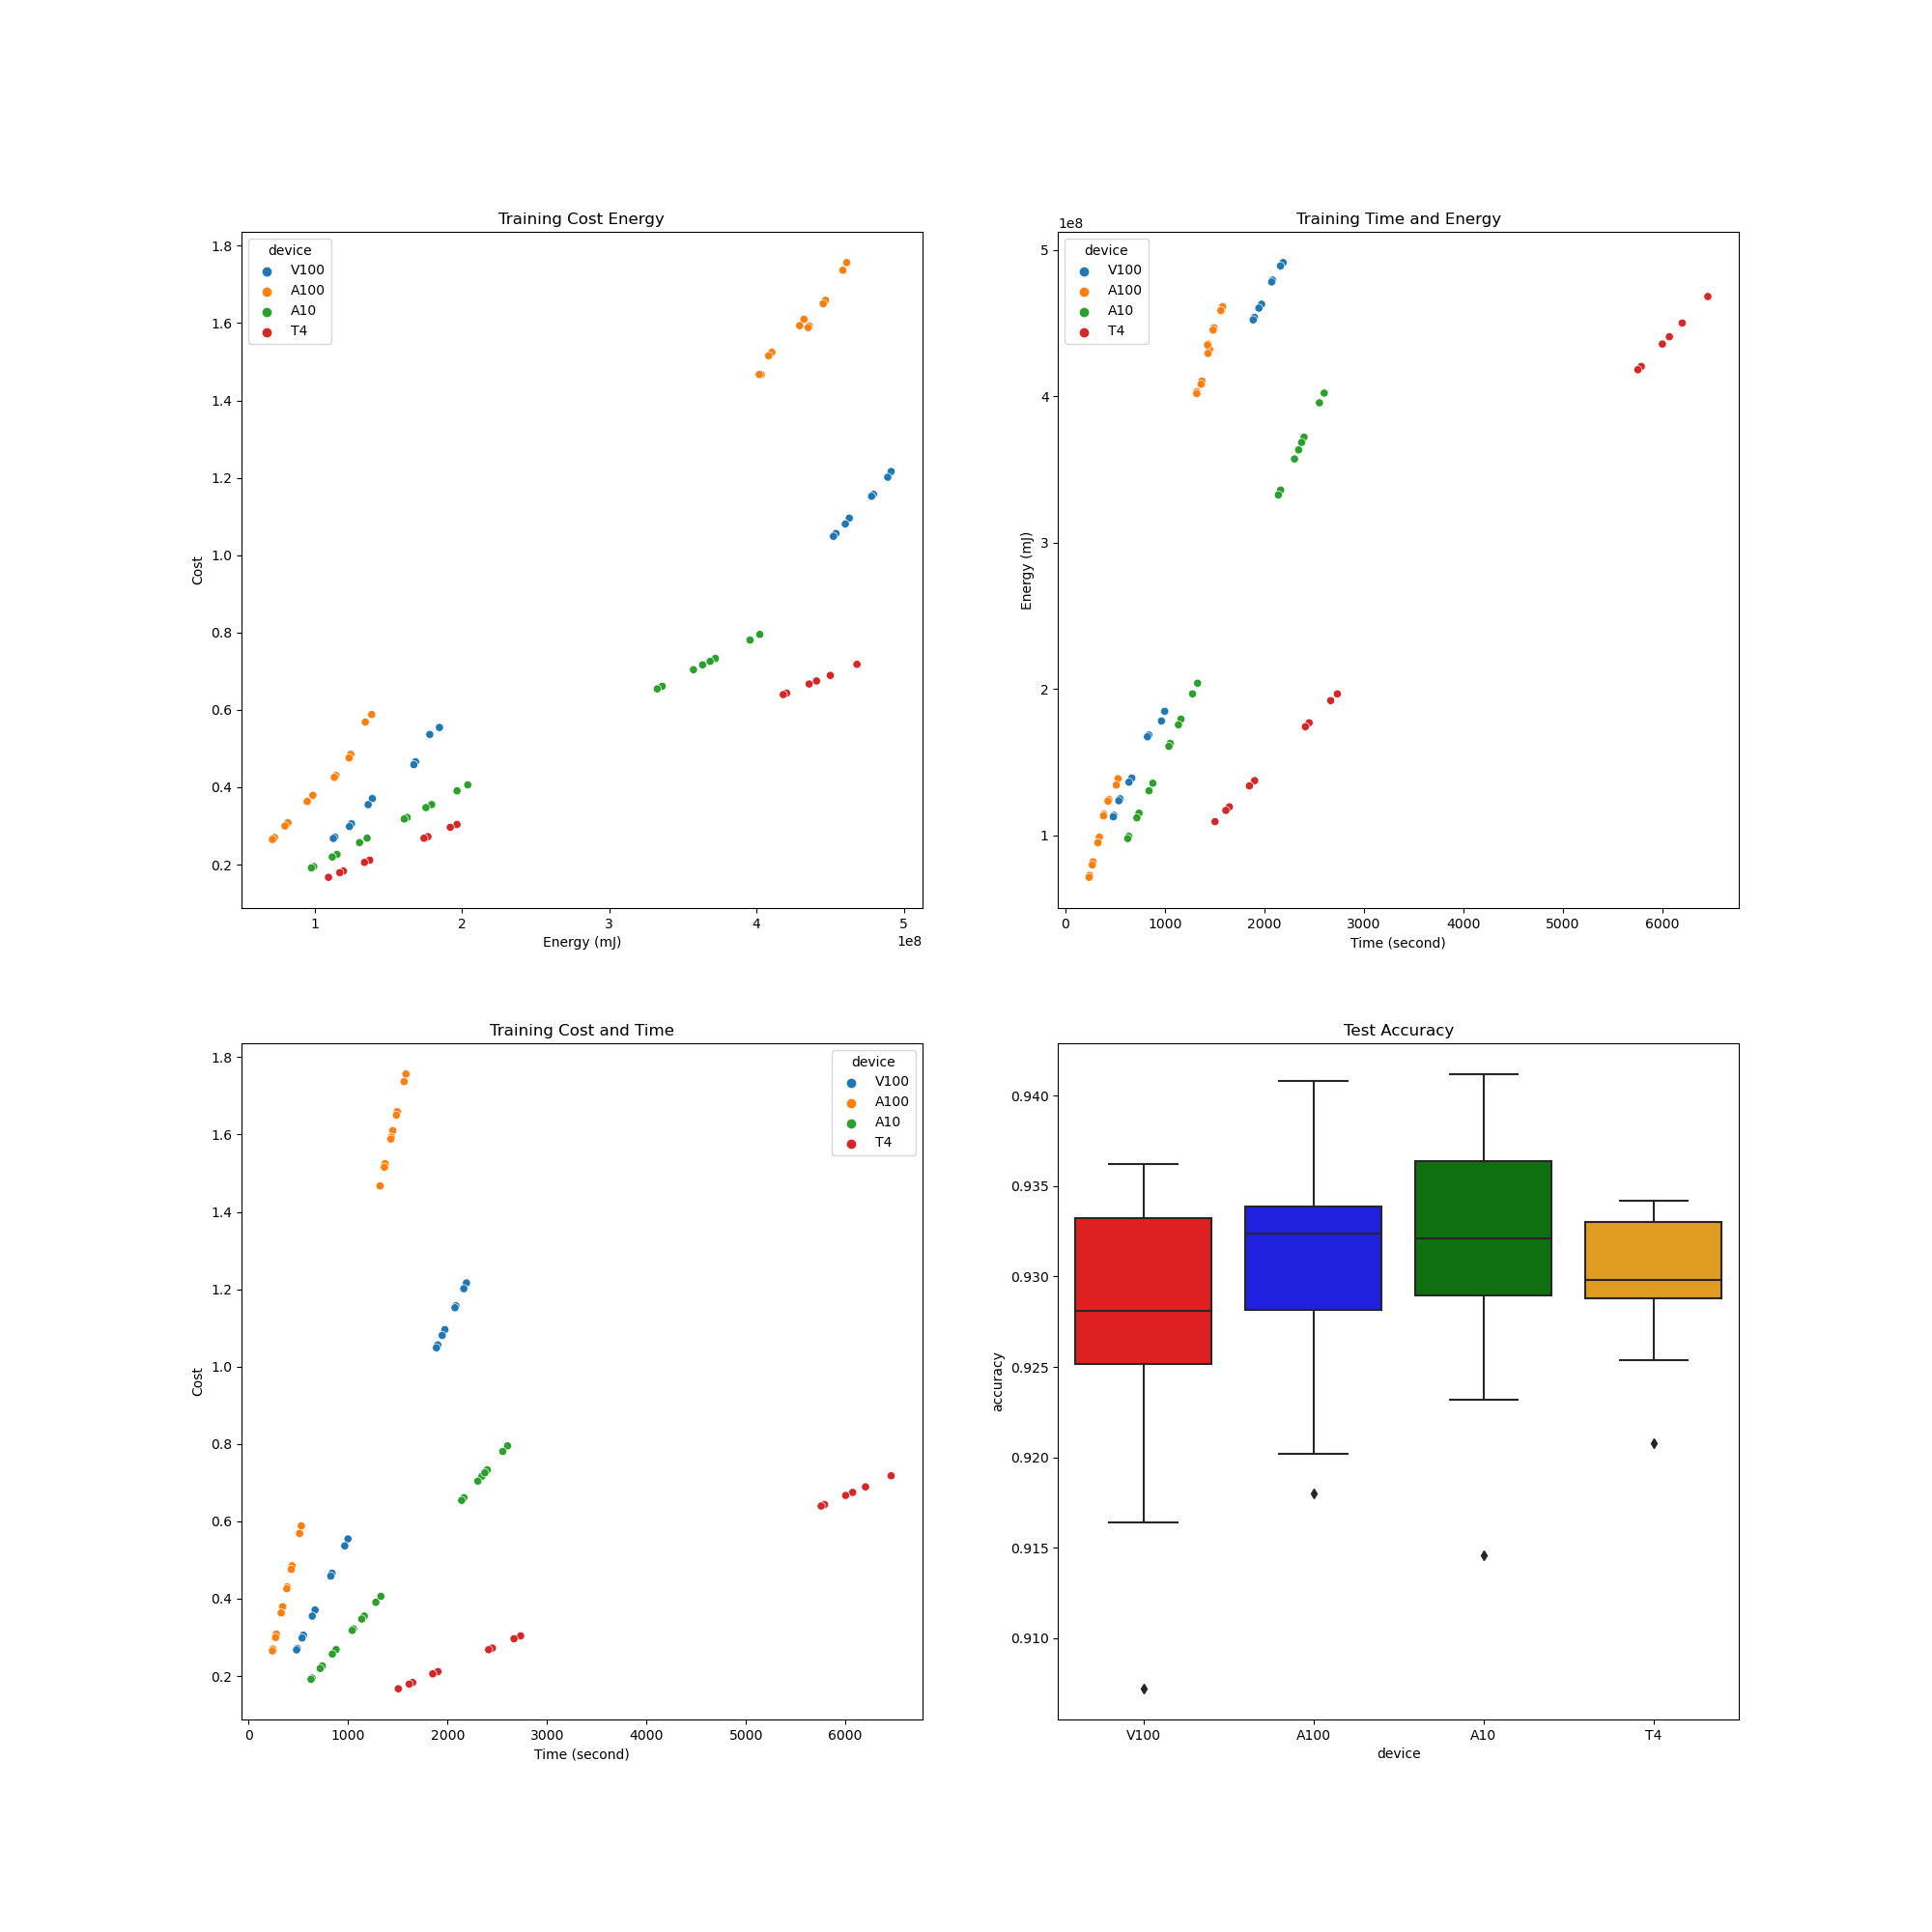 Training Cost Energy
device
V100
A100
A10
T4
1.8
1.6
1.4
1.2
1.0
0.8
0.6
0.4
0.2
Cost
1 2 3 4 5
1e8
Energy (mJ)
Training Time and Energy
1e8
device
V100
A100
A10
T4
5
4
3
2
1
Energy (mJ)
0 1000 2000 3000 4000 5000 6000
Time (second)
Training Cost and Time
device
V100
A100
A10
T4
1.8
1.6
1.4
1.2
1.0
0.8
0.6
0.4
0.2
Cost
0 1000 2000 3000 4000 5000 6000
Time (second)
Test Accuracy
0.940
0.935
0.930
0.925
0.920
0.915
0.910
accuracy
V100 A100 A10 T4
device